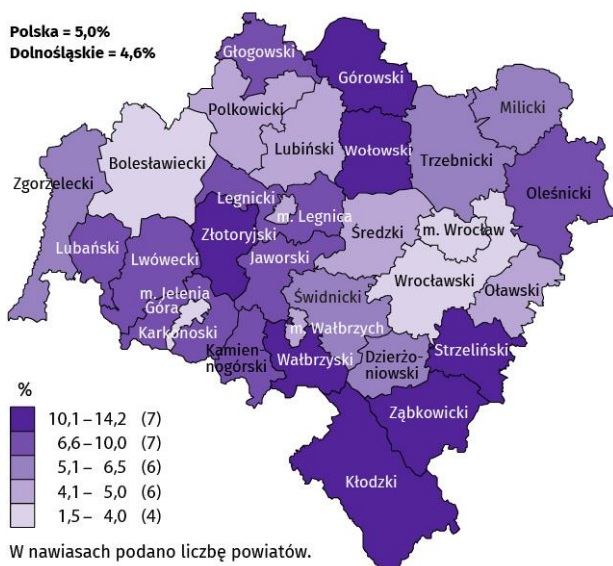 Polska = 5,0%
Dolnośląskie = 4,6%
Głogowski
Górowski
Polkowicki
Milicki
Lubiński
Wołowski
Trzebnicki
Bolesławiecki
Zgorzelecki
Legnicki
m. Legnica
Oleśnicki
Złotoryjski
Średzki
m. Wrocław
Lubański
Lwówecki
Jaworski
Wrocławski
Oławski
m. Jelenia
Góra
Świdnicki
Karkonoski
m. Wałbrzych
Kamien-
nogórski
Wałbrzyski
Dzierżo-
niowski
Strzeliński
Ząbkowicki
Kłodzki
%
10,1 – 14,2 (7)
6,6 – 10,0 (7)
5,1 – 6,5 (6)
4,1 – 5,0 (6)
1,5 – 4,0 (4)
W nawiasach podano liczbę powiatów.